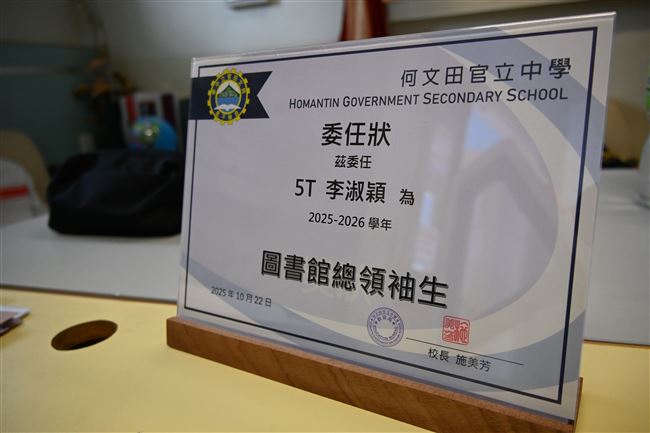 何文田官立中學
HOMANTIN GOVERNMENT SECONDARY SCHOOL
委任狀
茲委任
5T 李淑穎 為
2025-2026 學年
圖書館總領袖生
2025 年 10 月 22 日
校長 施美芳